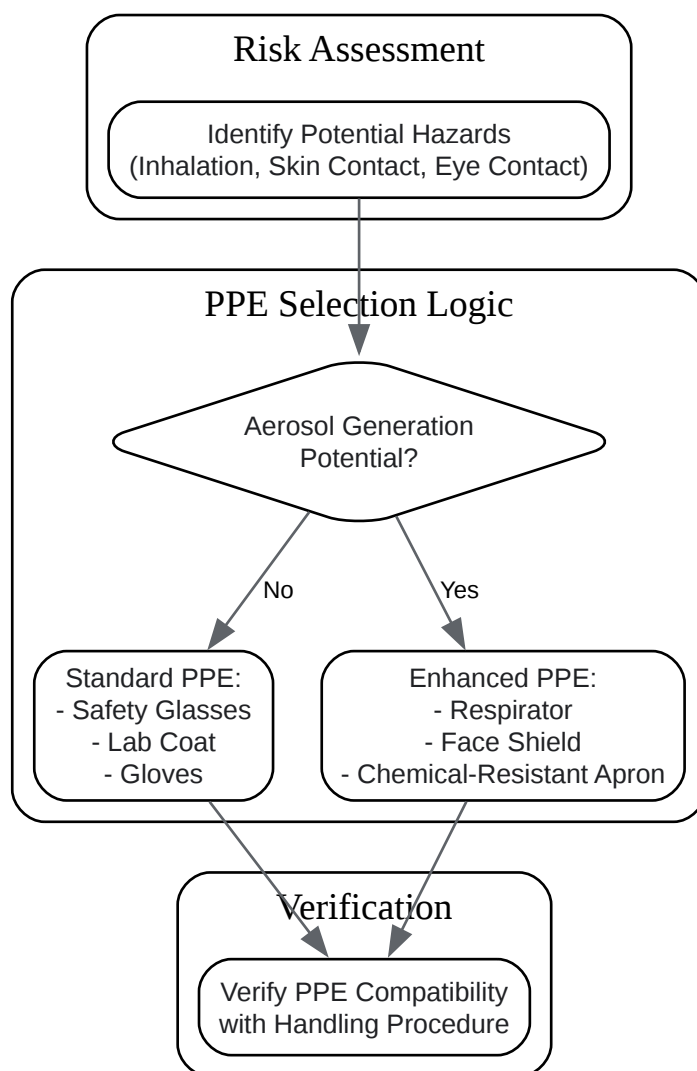 Risk Assessment
Identify Potential Hazards
(Inhalation, Skin Contact, Eye Contact)
PPE Selection Logic
Aerosol Generation
Potential?
No
Yes
Standard PPE:
- Safety Glasses
- Lab Coat
- Gloves
Enhanced PPE:
- Respirator
- Face Shield
- Chemical-Resistant Apron
Verification
Verify PPE Compatibility
with Handling Procedure